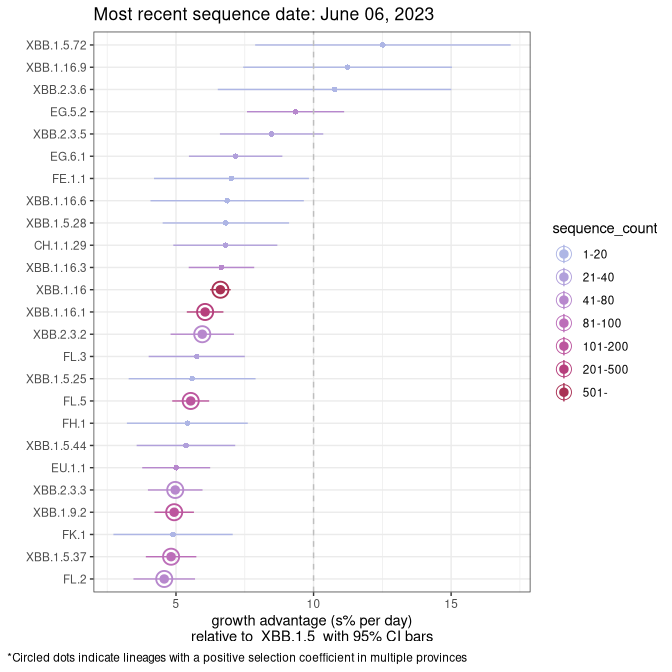 Most recent sequence date: June 06, 2023
XBB.1.5.72
XBB.1.16.9
XBB.2.3.6
EG.5.2
XBB.2.3.5
EG.6.1
FE.1.1
XBB.1.16.6
XBB.1.5.28
CH.1.1.29
XBB.1.16.3
XBB.1.16
XBB.1.16.1
XBB.2.3.2
FL.3
XBB.1.5.25
FL.5
FH.1
XBB.1.5.44
EU.1.1
XBB.2.3.3
XBB.1.9.2
FK.1
XBB.1.5.37
FL.2
5 10 15
growth advantage (s% per day)
relative to XBB.1.5 with 95% CI bars
sequence_count
1-20
21-40
41-80
81-100
101-200
201-500
501-
*Circled dots indicate lineages with a positive selection coefficient in multiple provinces